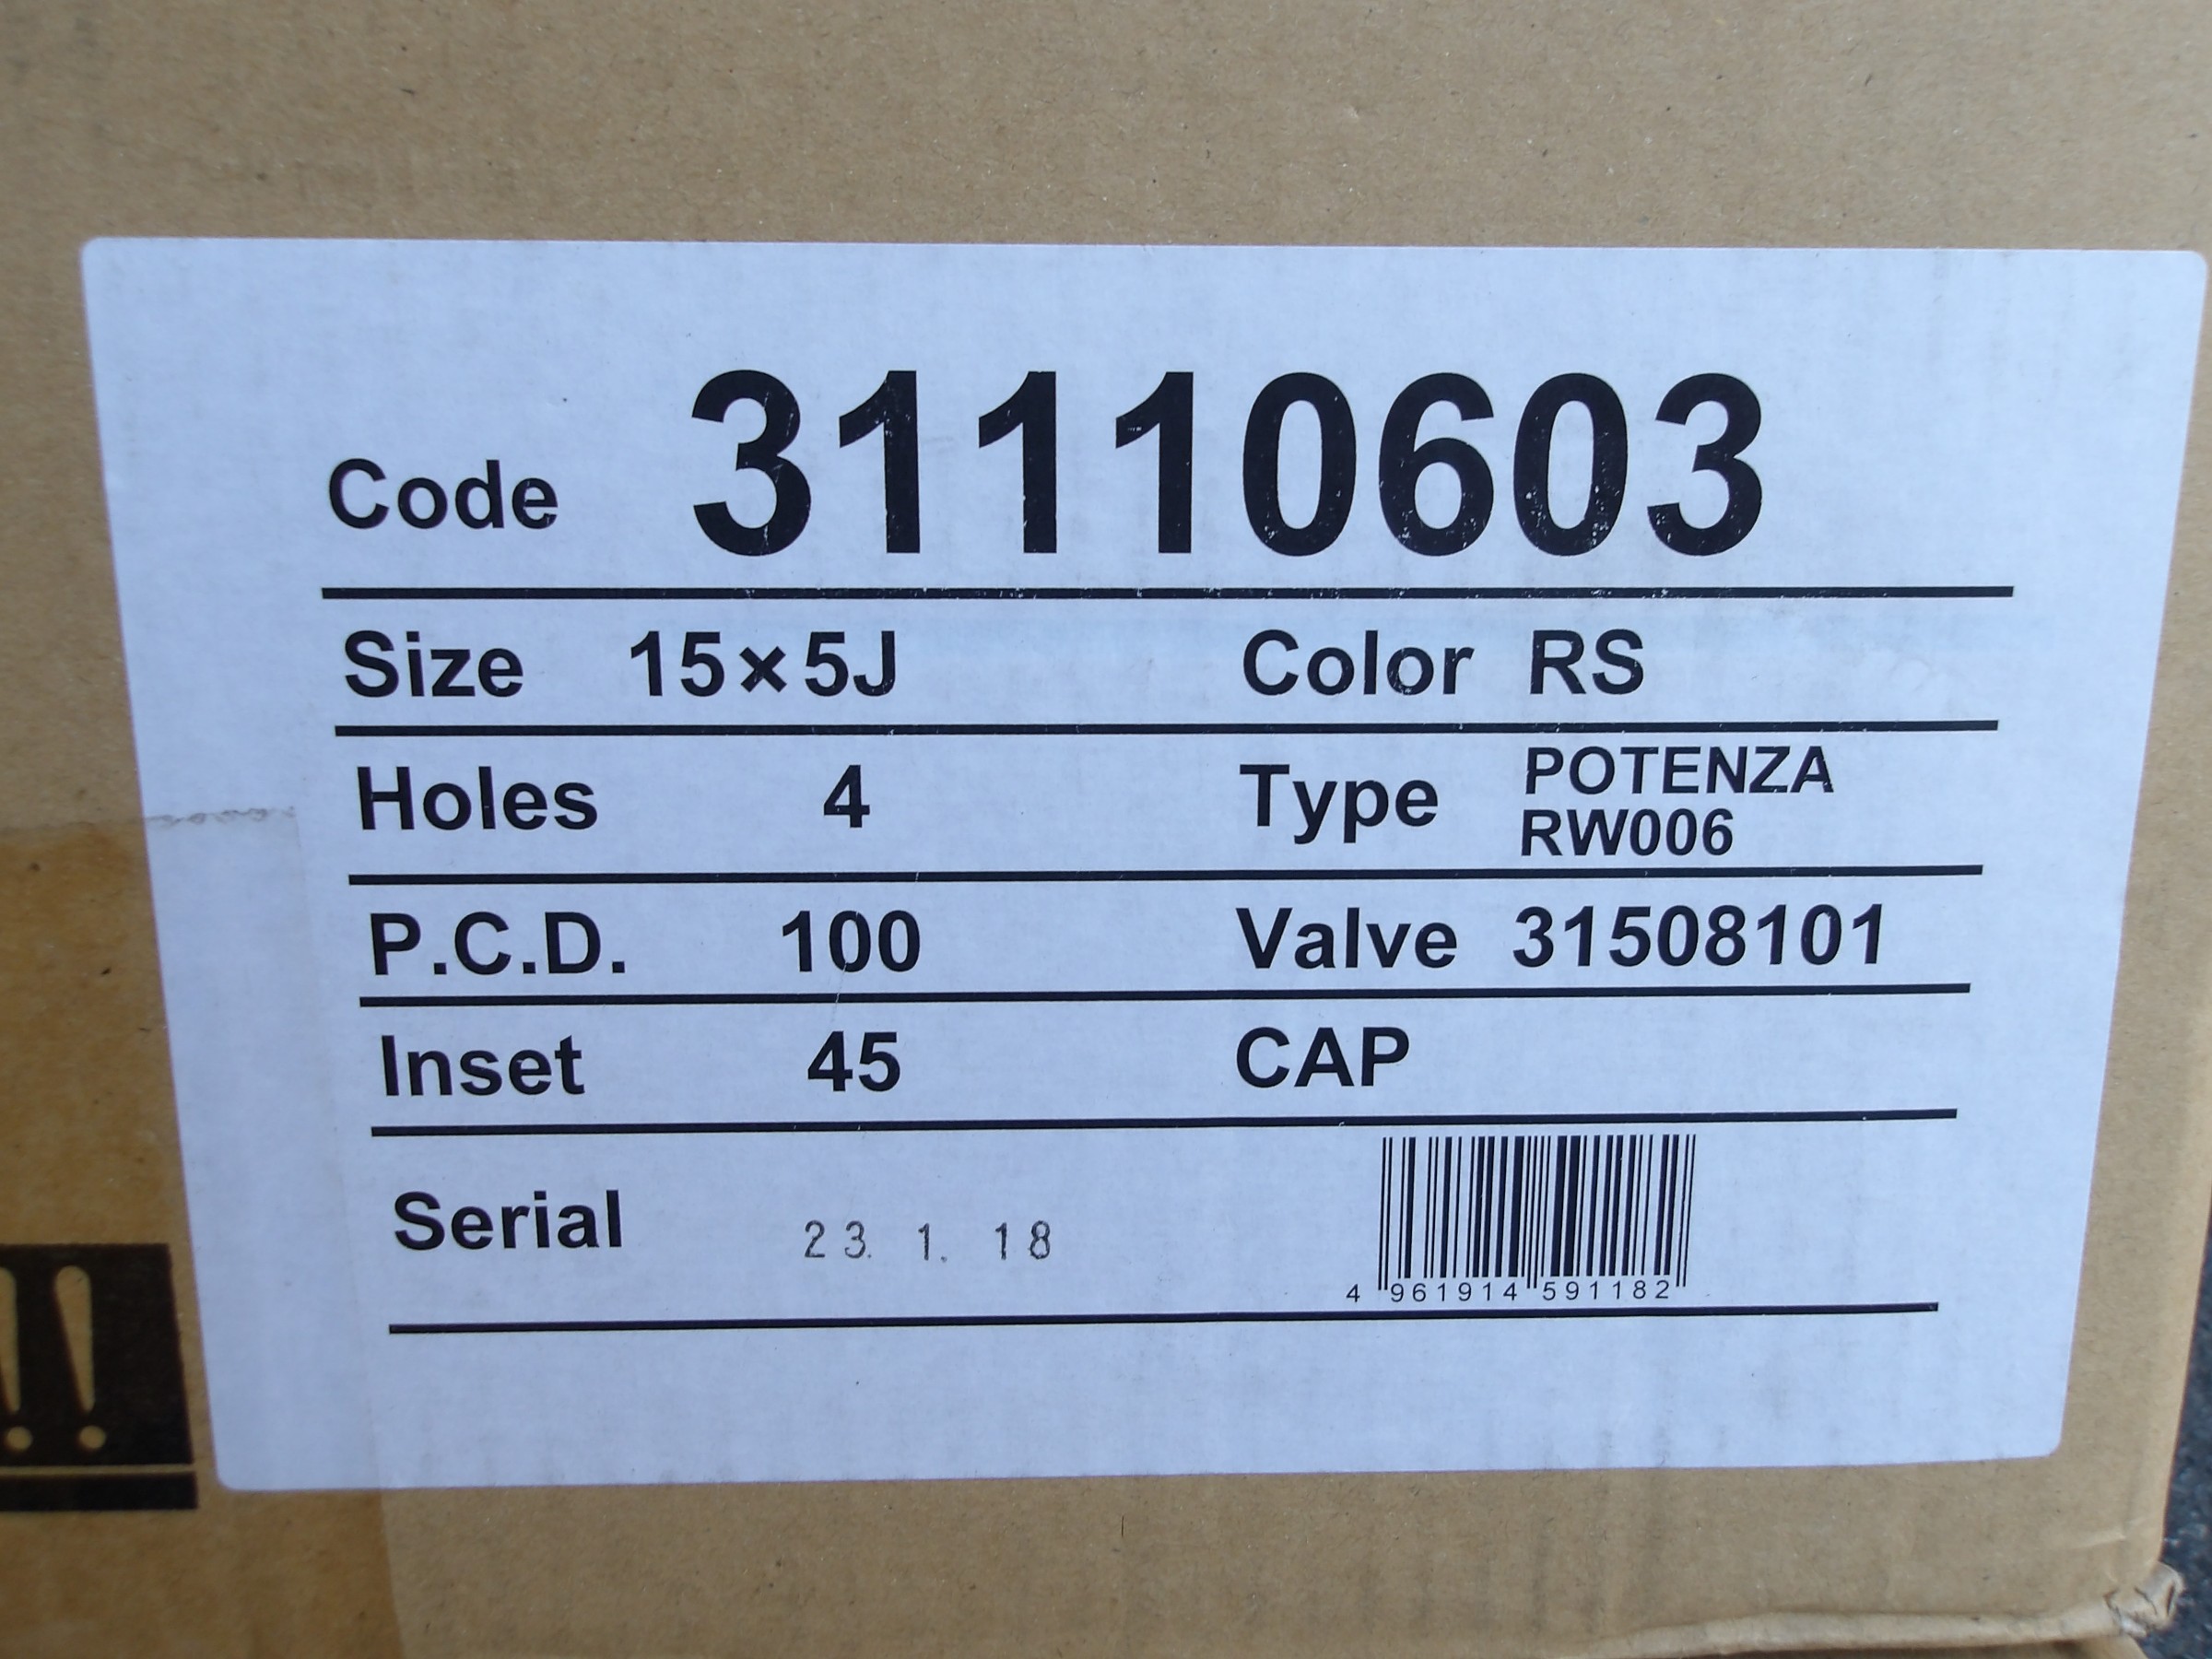 Code 31110603
Size 15×5J Color RS
Holes 4 Type POTENZA
RW006
P.C.D. 100 Valve 31508101
Inset 45 CAP
Serial 23. 1. 18
4 961914 591182